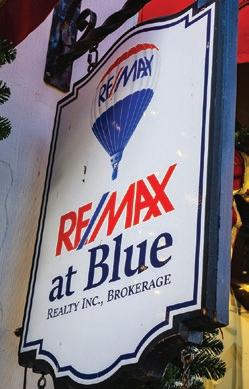 RE/MAX
RE/MAX
at Blue
REALTY INC., BROKERAGE